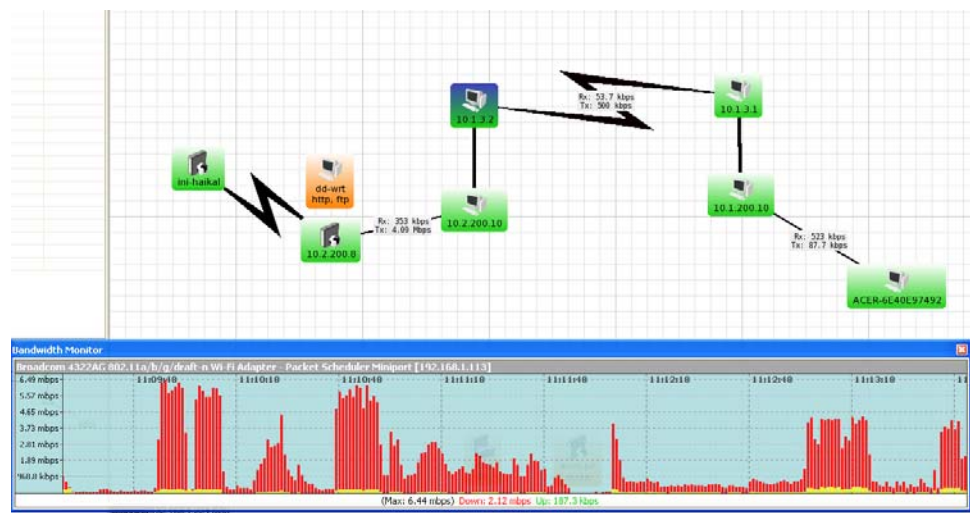 Rx: 53.7 kbps
Tx: 500 kbps
10.1.3.2
10.1.3.1
ini-haikal
dd-wrt
http, ftp
10.2.200.8
Rx: 353 kbps
Tx: 4.09 Mbps
10.2.200.10
10.1.200.10
Rx: 523 kbps
Tx: 87.7 kbps
ACER-6E40E97492
Bandwidth Monitor
Broadcom 4322AG 802.11a/b/g/draft-n Wi-Fi Adapter - Packet Scheduler Miniport [192.168.1.113]
6.49 mbps 11:09:40 11:10:10 11:10:40 11:11:10 11:11:40 11:12:10 11:12:40 11:13:10 11
5.57 mbps
4.65 mbps
3.73 mbps
2.81 mbps
1.89 mbps
968.0 kbps
(Max: 6.44 mbps) Down: 2.12 mbps Up: 187.3 kbps